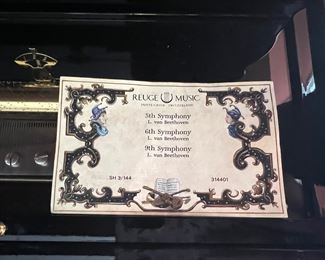 REUGE MUSIC
SAINTE-CROIX SWITZERLAND
5th Symphony
L. van Beethoven
6th Symphony
L. van Beethoven
9th Symphony
L. van Beethoven
SH 3/144
314401